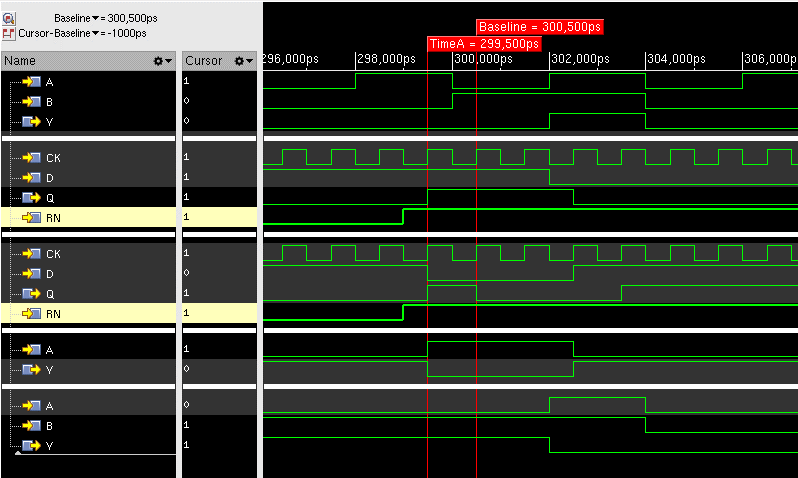 Baseline▼= 300,500ps
Cursor-Baseline▼= -1000ps
Baseline = 300,500ps
TimeA = 299,500ps
Name Cursor 296,000ps 298,000ps 300,000ps 302,000ps 304,000ps 306,000ps
A 1
B 0
Y 0
CK 1
D 1
Q 1
RN 1
CK 1
D 0
Q 1
RN 1
A 1
Y 0
A 0
B 1
Y 1